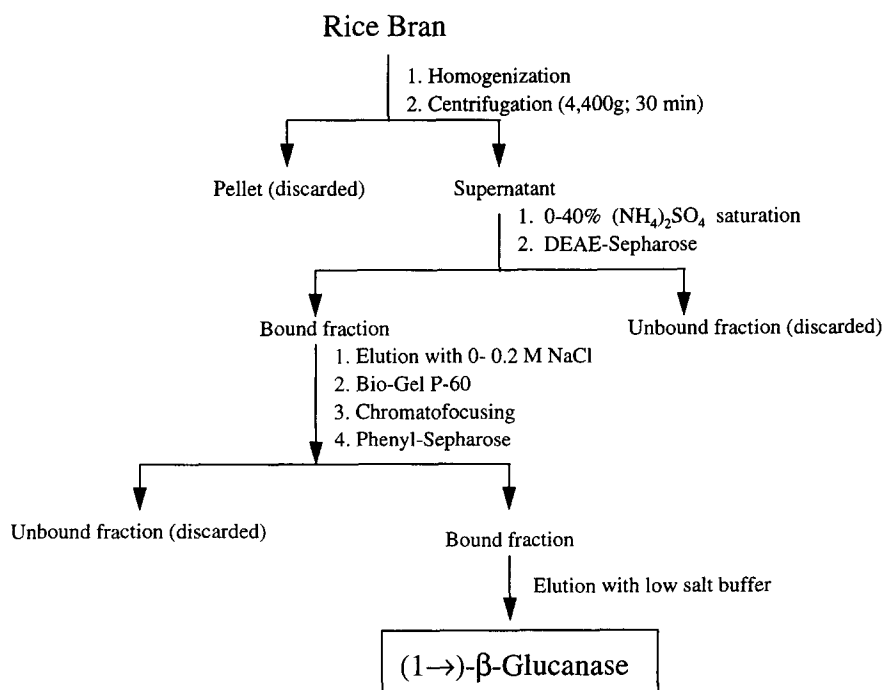 Rice Bran
1. Homogenization
2. Centrifugation (4,400g; 30 min)
Pellet (discarded)
Supernatant
1. 0-40% (NH₄)₂SO₄ saturation
2. DEAE-Sepharose
Bound fraction
Unbound fraction (discarded)
1. Elution with 0- 0.2 M NaCl
2. Bio-Gel P-60
3. Chromatofocusing
4. Phenyl-Sepharose
Unbound fraction (discarded)
Bound fraction
Elution with low salt buffer
(1→)-β-Glucanase